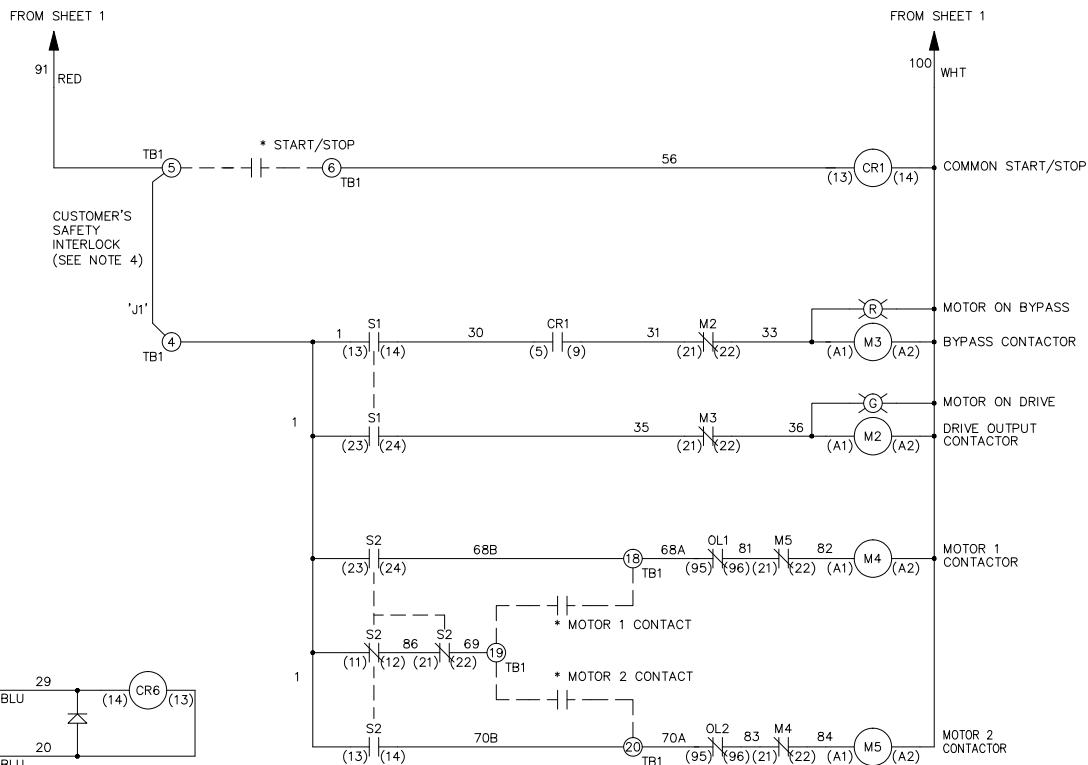 FROM SHEET 1
FROM SHEET 1
91
RED
100
WHT
* START/STOP
TB1
5
6
TB1
56
CR1
(13)
(14)
COMMON START/STOP
CUSTOMER'S
SAFETY
INTERLOCK
(SEE NOTE 4)
'J1'
4
TB1
R
MOTOR ON BYPASS
1
S1
(13)
(14)
30
CR1
(5)
(9)
31
M2
(21)
(22)
33
(A1)
M3
(A2)
BYPASS CONTACTOR
G
MOTOR ON DRIVE
1
S1
(23)
(24)
35
M3
(21)
(22)
36
(A1)
M2
(A2)
DRIVE OUTPUT
CONTACTOR
S2
(23)
(24)
68B
18
TB1
68A
OL1
(95)
(96)
81
M5
(21)
(22)
82
(A1)
M4
(A2)
MOTOR 1
CONTACTOR
* MOTOR 1 CONTACT
S2
(11)
(12)
86
S2
(21)
(22)
69
19
TB1
1
* MOTOR 2 CONTACT
S2
(13)
(14)
70B
20
TB1
70A
OL2
(95)
(96)
83
M4
(21)
(22)
84
(A1)
M5
(A2)
MOTOR 2
CONTACTOR
29
BLU
(14)
CR6
(13)
20
BLU